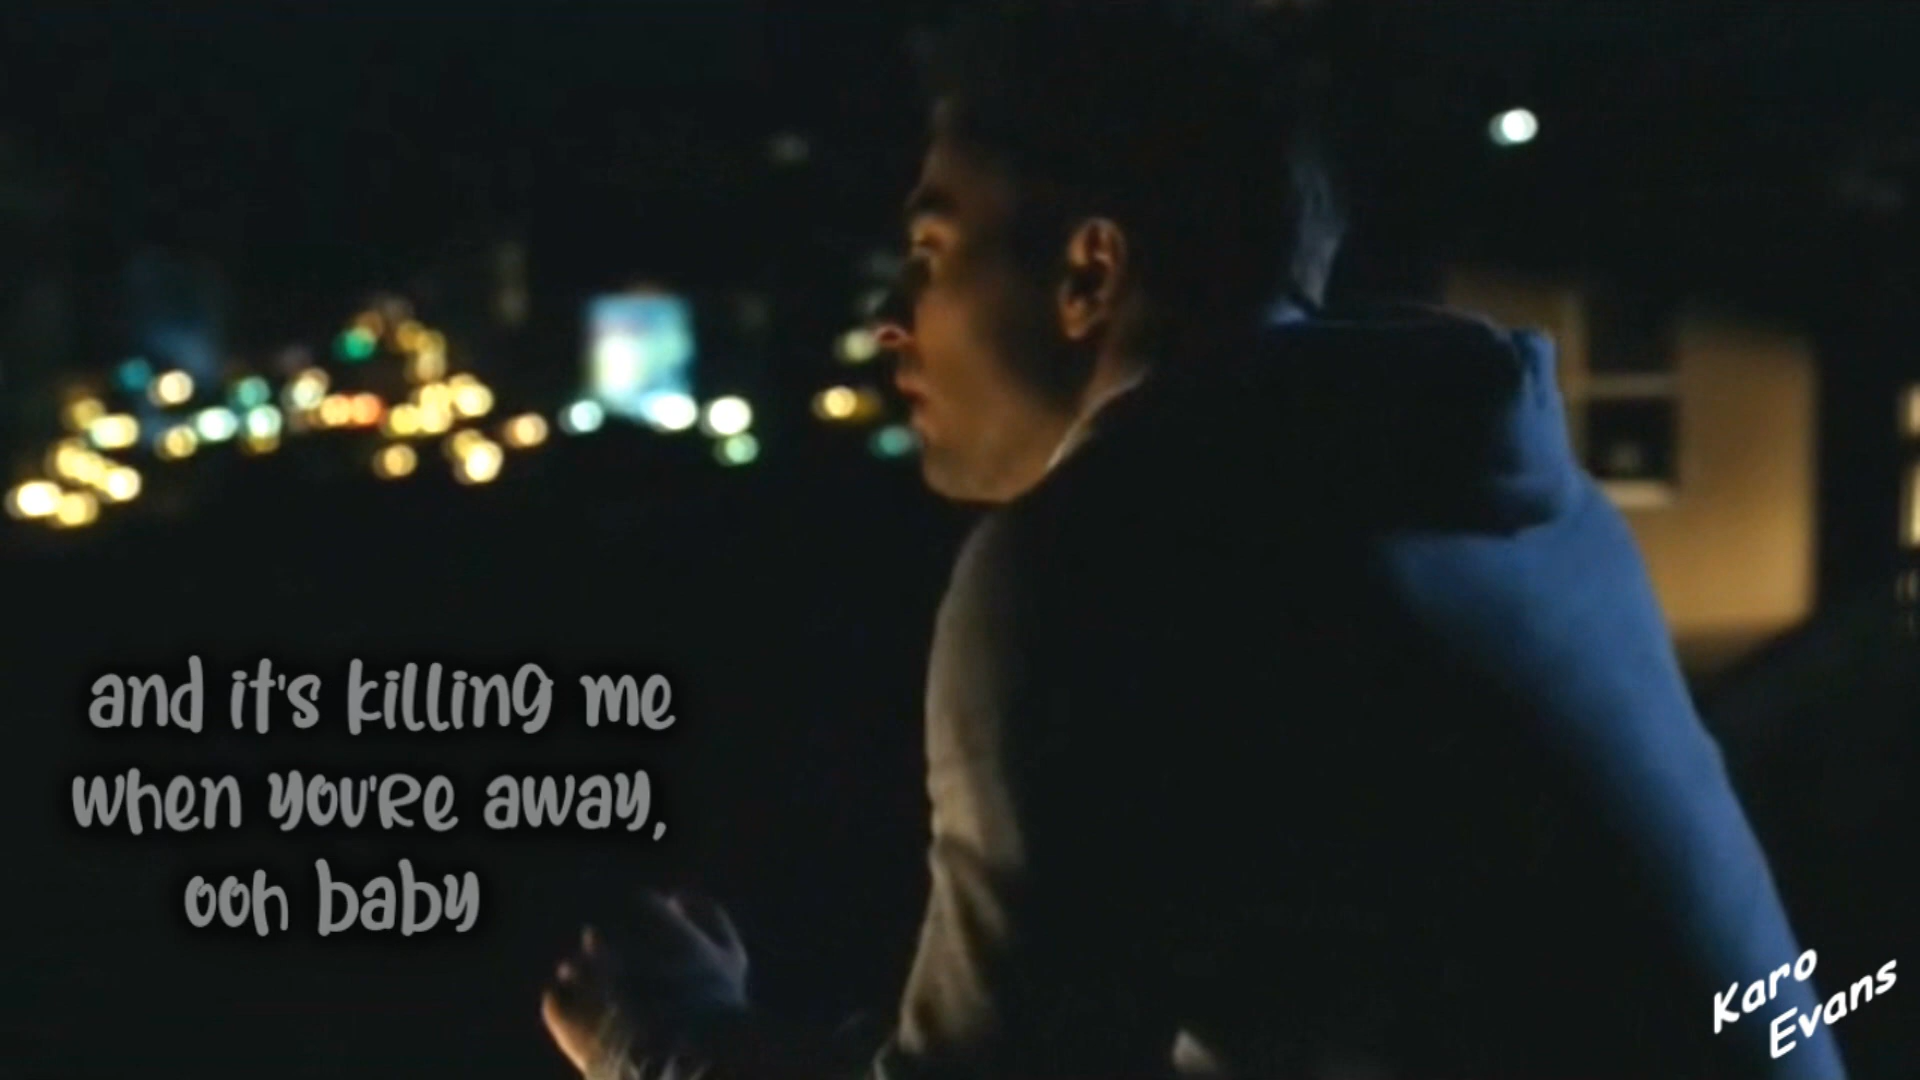 and it's killing me
when you're away,
ooh baby
Karo
Evans